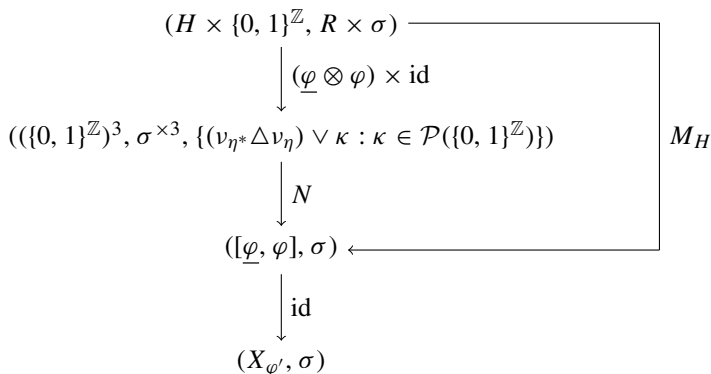 (H × {0, 1}^ℤ, R × σ)
(φ̲ ⊗ φ) × id
(({0, 1}^ℤ)^3, σ^{×3}, {(ν_{η*}△ν_η) ∨ κ : κ ∈ 𝒫({0, 1}^ℤ)})
M_H
N
([φ̲, φ], σ)
id
(X_{φ′}, σ)